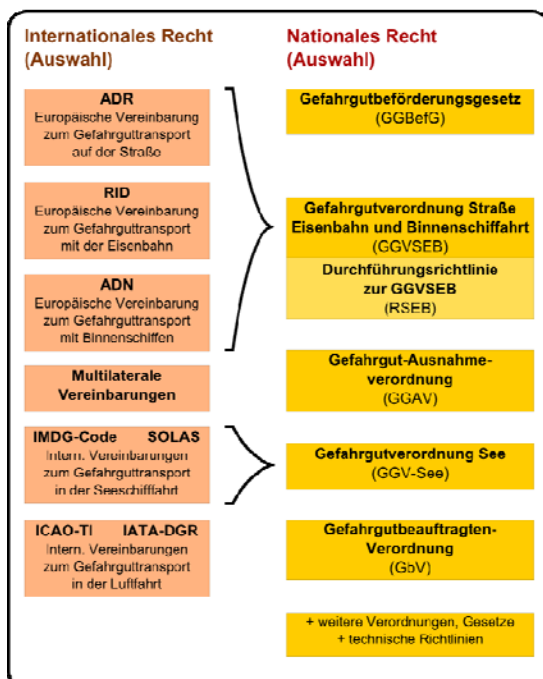 Internationales Recht
(Auswahl)
ADR
Europäische Vereinbarung
zum Gefahrguttransport
auf der Straße
RID
Europäische Vereinbarung
zum Gefahrguttransport
mit der Eisenbahn
ADN
Europäische Vereinbarung
zum Gefahrguttransport
mit Binnenschiffen
Multilaterale
Vereinbarungen
IMDG-Code SOLAS
Intern. Vereinbarungen
zum Gefahrguttransport
in der Seeschifffahrt
ICAO-TI IATA-DGR
Intern. Vereinbarungen
zum Gefahrguttransport
in der Luftfahrt
Nationales Recht
(Auswahl)
Gefahrgutbeförderungsgesetz
(GGBefG)
Gefahrgutverordnung Straße
Eisenbahn und Binnenschiffahrt
(GGVSEB)
Durchführungsrichtlinie
zur GGVSEB
(RSEB)
Gefahrgut-Ausnahme-
verordnung
(GGAV)
Gefahrgutverordnung See
(GGV-See)
Gefahrgutbeauftragten-
Verordnung
(GbV)
+ weitere Verordnungen, Gesetze
+ technische Richtlinien